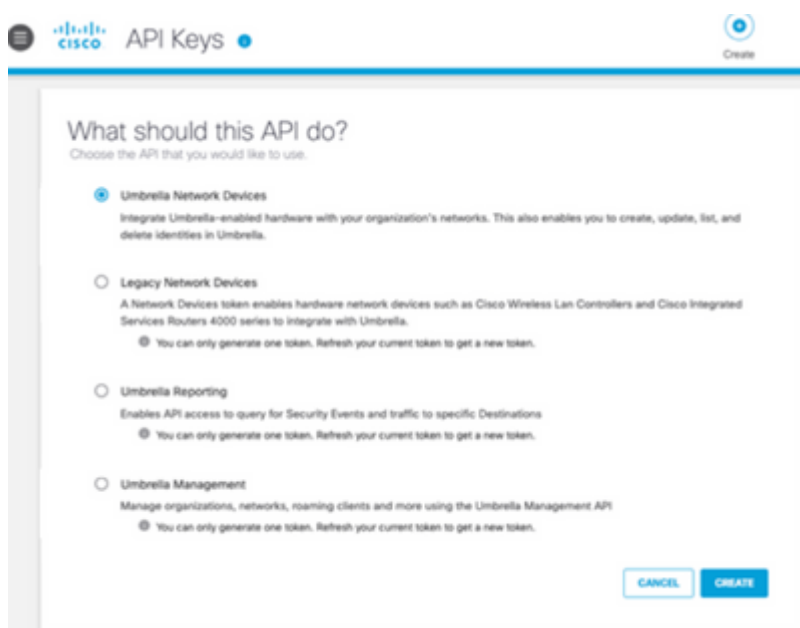 cisco API Keys
Create
What should this API do?
Choose the API that you would like to use.
Umbrella Network Devices
Integrate Umbrella-enabled hardware with your organization's networks. This also enables you to create, update, list, and
delete identities in Umbrella.
Legacy Network Devices
A Network Devices token enables hardware network devices such as Cisco Wireless Lan Controllers and Cisco Integrated
Services Routers 4000 series to integrate with Umbrella.
You can only generate one token. Refresh your current token to get a new token.
Umbrella Reporting
Enables API access to query for Security Events and traffic to specific Destinations
You can only generate one token. Refresh your current token to get a new token.
Umbrella Management
Manage organizations, networks, roaming clients and more using the Umbrella Management API
You can only generate one token. Refresh your current token to get a new token.
CANCEL CREATE